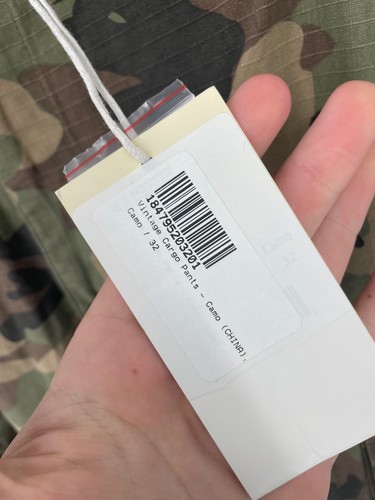 184795203201
Vintage Cargo Pants - Camo (CHINA),
Camo / 32